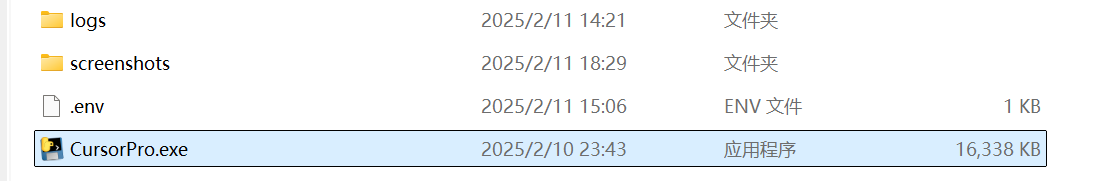 logs 2025/2/11 14:21 文件夹
screenshots 2025/2/11 18:29 文件夹
.env 2025/2/11 15:06 ENV 文件 1 KB
CursorPro.exe 2025/2/10 23:43 应用程序 16,338 KB